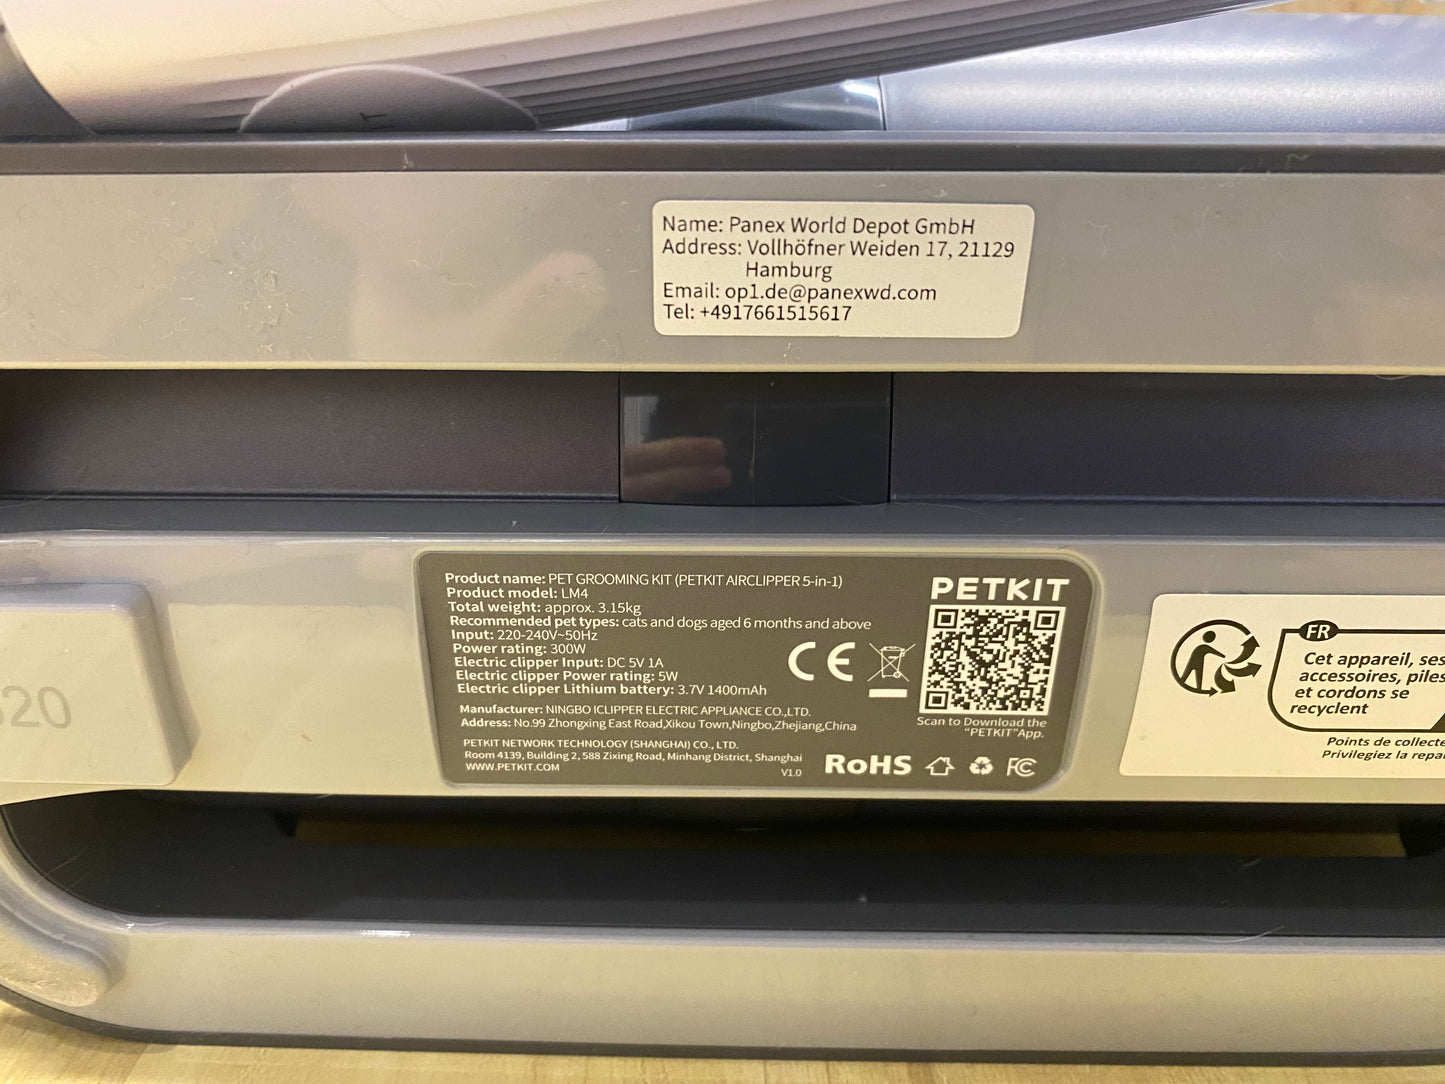 Name: Panex World Depot GmbH
Address: Vollhöfner Weiden 17, 21129
Hamburg
Email: op1.de@panexwd.com
Tel: +4917661515617
Product name: PET GROOMING KIT (PETKIT AIRCLIPPER 5-in-1)
Product model: LM4
Total weight: approx. 3.15kg
Recommended pet types: cats and dogs aged 6 months and above
Input: 220-240V~50Hz
Power rating: 300W
Electric clipper Input: DC 5V 1A
Electric clipper Power rating: 5W
Electric clipper Lithium battery: 3.7V 1400mAh
Manufacturer: NINGBO ICLIPPER ELECTRIC APPLIANCE CO.,LTD.
Address: No.99 Zhongxing East Road,Xikou Town,Ningbo,Zhejiang,China
PETKIT NETWORK TECHNOLOGY (SHANGHAI) CO., LTD.
Room 4139, Building 2, 588 Zixing Road, Minhang District, Shanghai
WWW.PETKIT.COM
V1.0
PETKIT
CE
Scan to Download the
"PETKIT"App.
RoHS
FC
FR
Cet appareil, ses
accessoires, piles
et cordons se
recyclent
Points de collecte
Privilegiez la
20